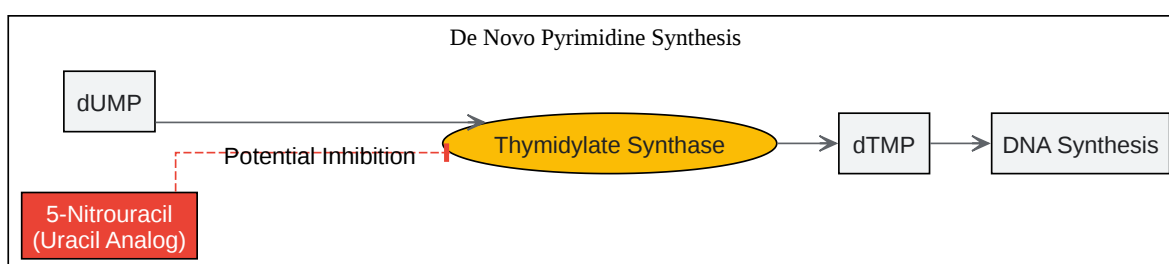 De Novo Pyrimidine Synthesis
dUMP
Potential Inhibition
Thymidylate Synthase
dTMP
DNA Synthesis
5-Nitrouracil
(Uracil Analog)